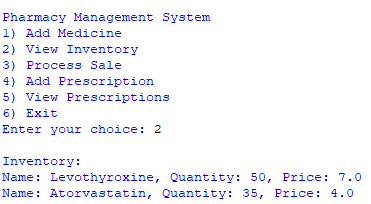 Pharmacy Management System
1) Add Medicine
2) View Inventory
3) Process Sale
4) Add Prescription
5) View Prescriptions
6) Exit
Enter your choice: 2
Inventory:
Name: Levothyroxine, Quantity: 50, Price: 7.0
Name: Atorvastatin, Quantity: 35, Price: 4.0